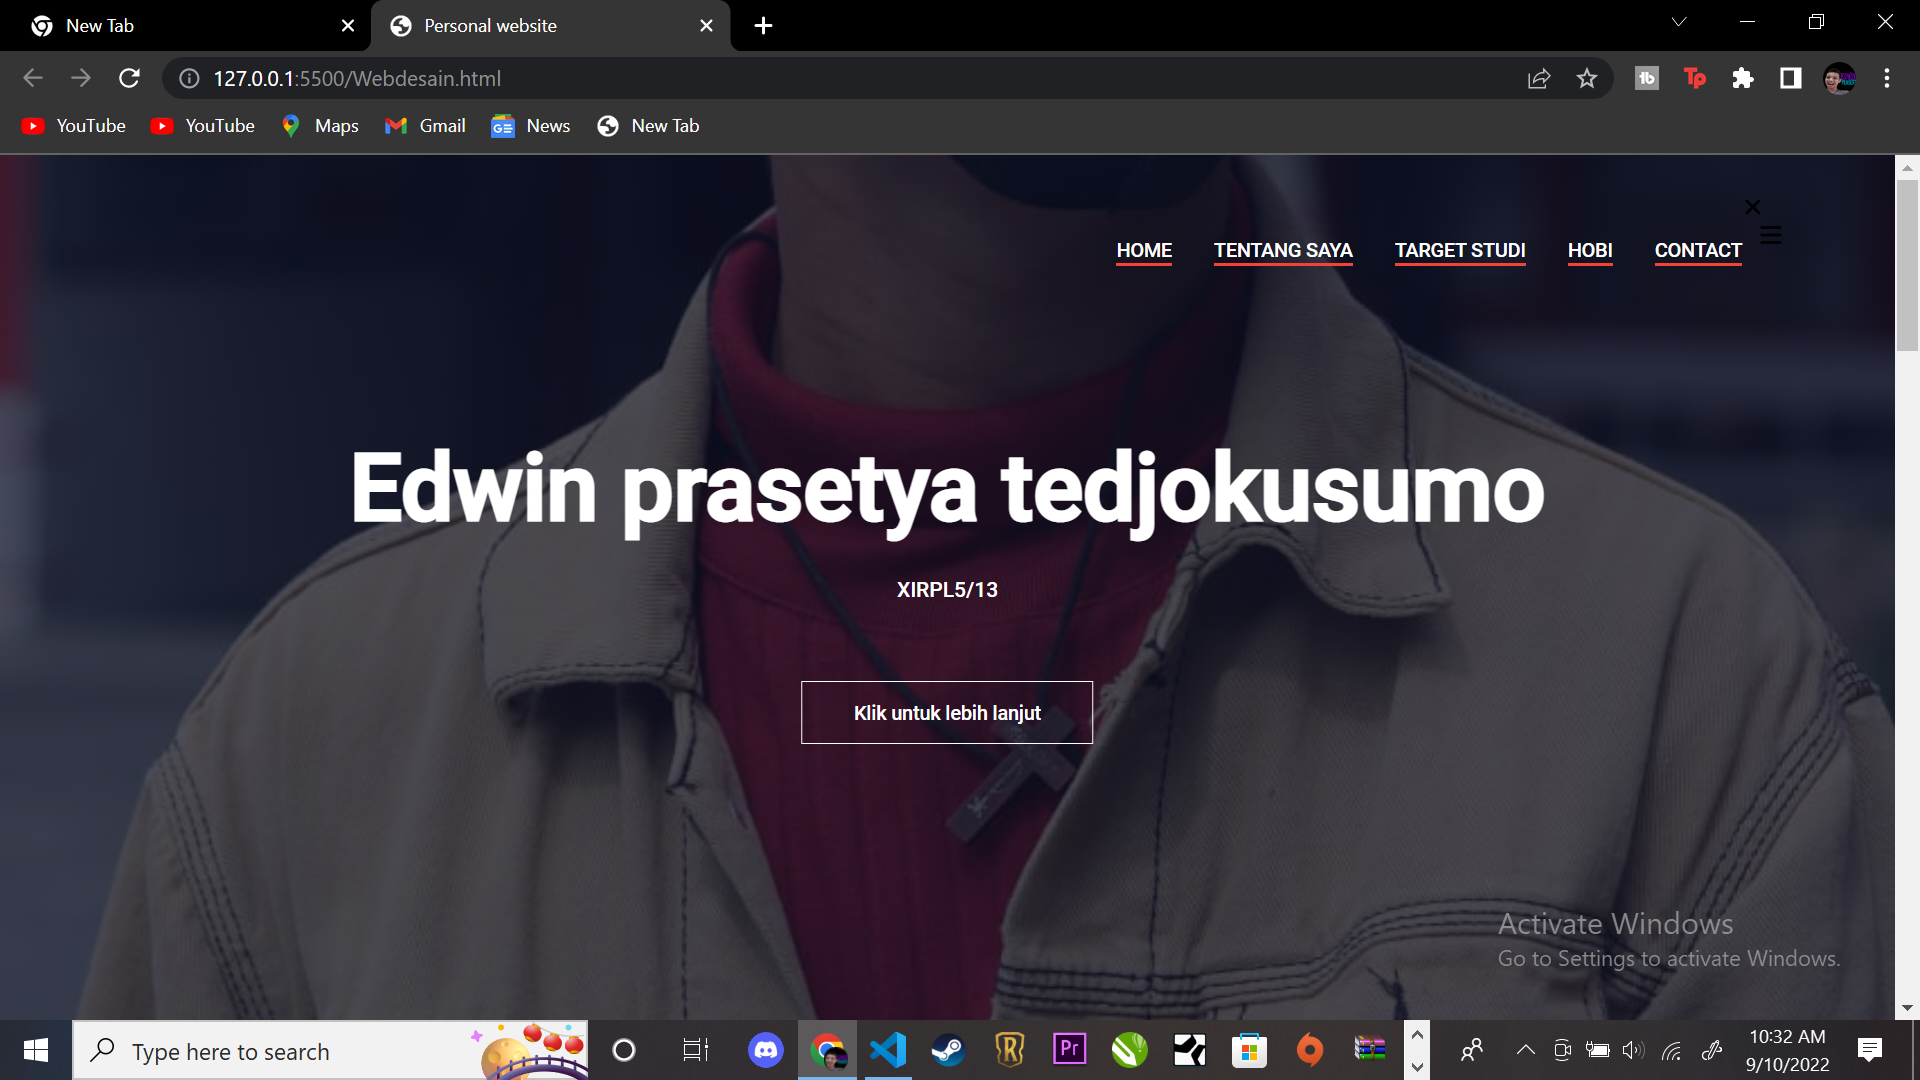 New Tab
Personal website
127.0.0.1:5500/Webdesain.html
YouTube
YouTube
Maps
Gmail
News
New Tab
HOME
TENTANG SAYA
TARGET STUDI
HOBI
CONTACT
Edwin prasetya tedjokusumo
XIRPL5/13
Klik untuk lebih lanjut
Activate Windows
Go to Settings to activate Windows.
Type here to search
10:32 AM
9/10/2022